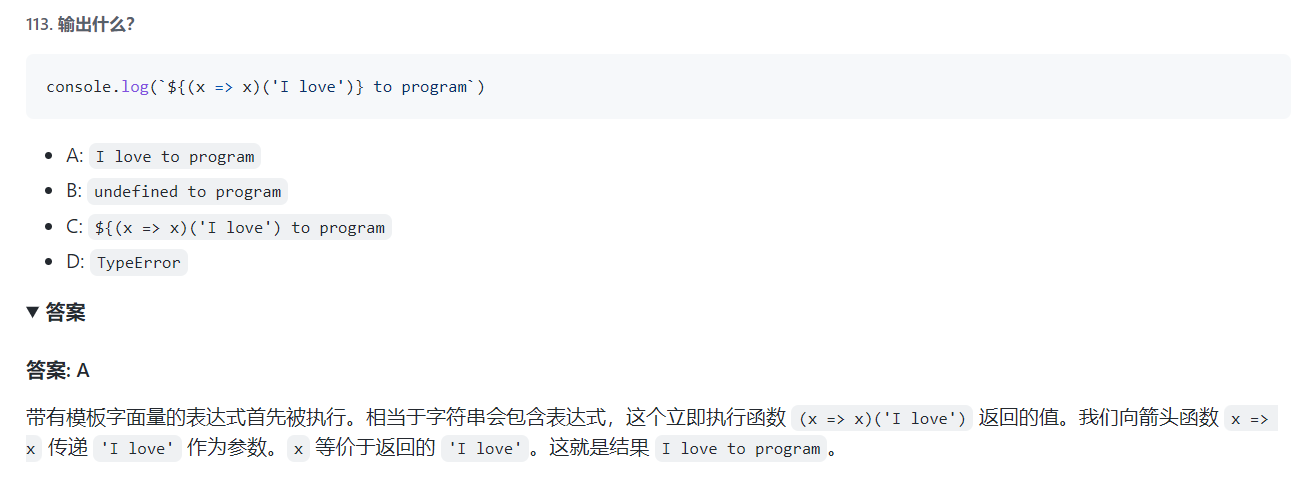 113. 输出什么？
console.log(`${(x => x)('I love')} to program`)
A: I love to program
B: undefined to program
C: ${(x => x)('I love') to program
D: TypeError
▼ 答案
答案: A
带有模板字面量的表达式首先被执行。相当于字符串会包含表达式，这个立即执行函数 (x => x)('I love') 返回的值。我们向箭头函数 x =>
x 传递 'I love' 作为参数。x 等价于返回的 'I love'。这就是结果 I love to program。